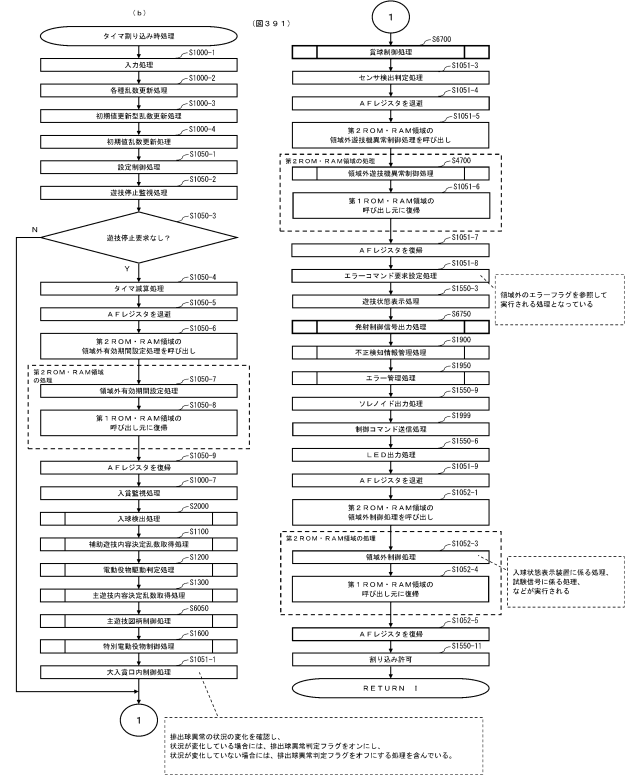 （ｂ）
（図３９１）
タイマ割り込み時処理
S1000-1
入力処理
S1000-2
各種乱数更新処理
S1000-3
初期値更新型乱数更新処理
S1000-4
初期値乱数更新処理
S1050-1
設定制御処理
S1050-2
遊技停止監視処理
S1050-3
遊技停止要求なし？
N
Y
S1050-4
タイマ減算処理
S1050-5
ＡＦレジスタを退避
S1050-6
第２ＲＯＭ・ＲＡＭ領域の
領域外有効期間設定処理を呼び出し
第２ＲＯＭ・ＲＡＭ領域
の処理
S1050-7
領域外有効期間設定処理
S1050-8
第１ＲＯＭ・ＲＡＭ領域の
呼び出し元に復帰
S1050-9
ＡＦレジスタを復帰
S1000-7
入賞監視処理
S2000
入球検出処理
S1100
補助遊技内容決定乱数取得処理
S1200
電動役物駆動判定処理
S1300
主遊技内容決定乱数取得処理
S6050
主遊技図柄制御処理
S1600
特別電動役物制御処理
S1051-1
大入賞口内制御処理
1
排出球異常の状況の変化を確認し、
状況が変化している場合には、排出球異常判定フラグをオンにし、
状況が変化していない場合には、排出球異常判定フラグをオフにする処理を含んでいる。
1
S6700
賞球制御処理
S1051-3
センサ検出判定処理
S1051-4
ＡＦレジスタを退避
S1051-5
第２ＲＯＭ・ＲＡＭ領域の
領域外遊技機異常制御処理を呼び出し
第２ＲＯＭ・ＲＡＭ領域の処理
S4700
領域外遊技機異常制御処理
S1051-6
第１ＲＯＭ・ＲＡＭ領域の
呼び出し元に復帰
S1051-7
ＡＦレジスタを復帰
S1051-8
エラーコマンド要求設定処理
領域外のエラーフラグを参照して
実行される処理となっている
S1550-3
遊技状態表示処理
S6750
発射制御信号出力処理
S1900
不正検知情報管理処理
S1950
エラー管理処理
S1550-9
ソレノイド出力処理
S1999
制御コマンド送信処理
S1550-6
ＬＥＤ出力処理
S1051-9
ＡＦレジスタを退避
S1052-1
第２ＲＯＭ・ＲＡＭ領域の
領域外制御処理を呼び出し
第２ＲＯＭ・ＲＡＭ領域の処理
S1052-3
領域外制御処理
入球状態表示装置に係る処理、
試験信号に係る処理、
などが実行される
S1052-4
第１ＲＯＭ・ＲＡＭ領域の
呼び出し元に復帰
S1052-5
ＡＦレジスタを復帰
S1550-11
割り込み許可
ＲＥＴＵＲＮ　Ｉ